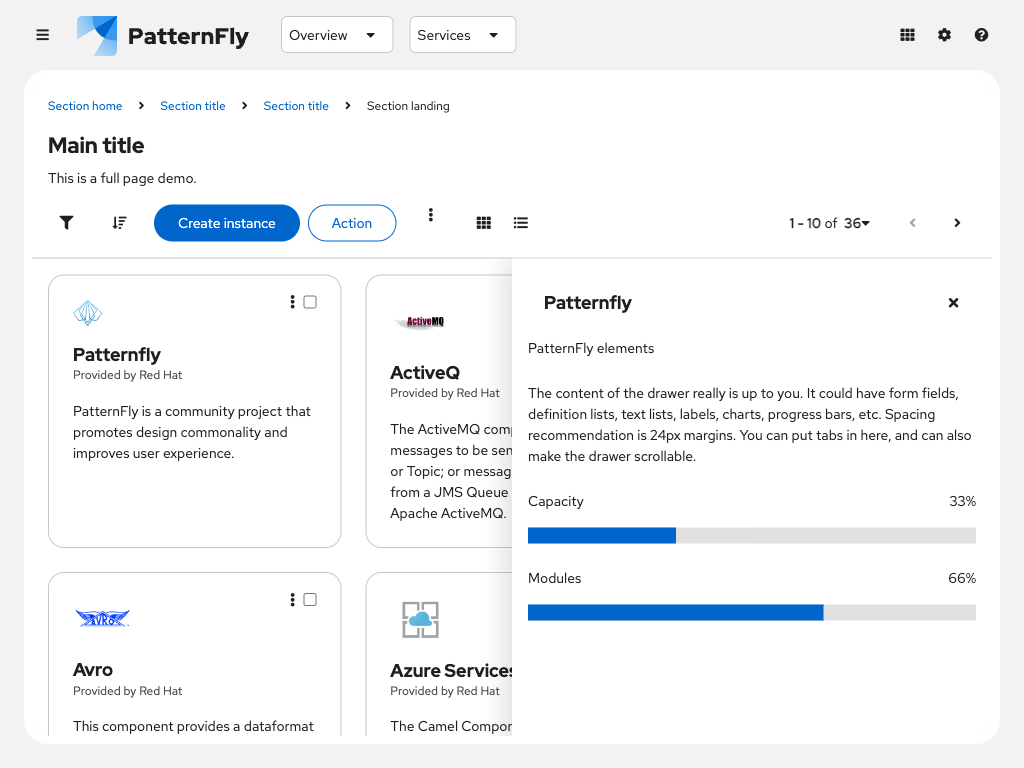 PatternFly
Overview
Services
Section home
Section title
Section title
Section landing
Main title
This is a full page demo.
Create instance
Action
1 - 10 of 36
Patternfly
Provided by Red Hat
PatternFly is a community project that
promotes design commonality and
improves user experience.
ActiveMQ
ActiveQ
Provided by Red Hat
The ActiveMQ com
messages to be sen
or Topic; or messag
from a JMS Queue
Apache ActiveMQ.
AVRO
Avro
Provided by Red Hat
This component provides a dataformat
Azure Services
Provided by Red Hat
The Camel Compor
Patternfly
PatternFly elements
The content of the drawer really is up to you. It could have form fields,
definition lists, text lists, labels, charts, progress bars, etc. Spacing
recommendation is 24px margins. You can put tabs in here, and can also
make the drawer scrollable.
Capacity
33%
Modules
66%